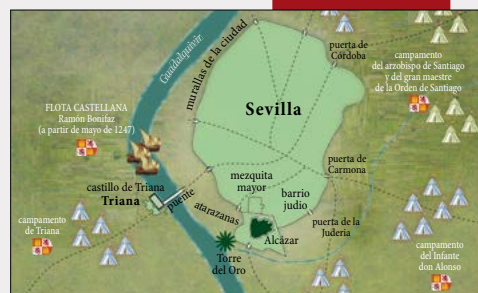 Guadalquivir
murallas de la ciudad
puerta de
Córdoba
campamento
del arzobispo de Santiago
y del gran maestre
de la Orden de Santiago
FLOTA CASTELLANA
Ramón Bonifaz
(a partir de mayo de 1247)
Sevilla
puerta de
Carmona
castillo de Triana
Triana
puente
mezquita
mayor
barrio
judio
atarazanas
campamento
de Triana
Alcázar
puerta de la
Juderia
Torre
del Oro
campamento
del Infante
don Alonso